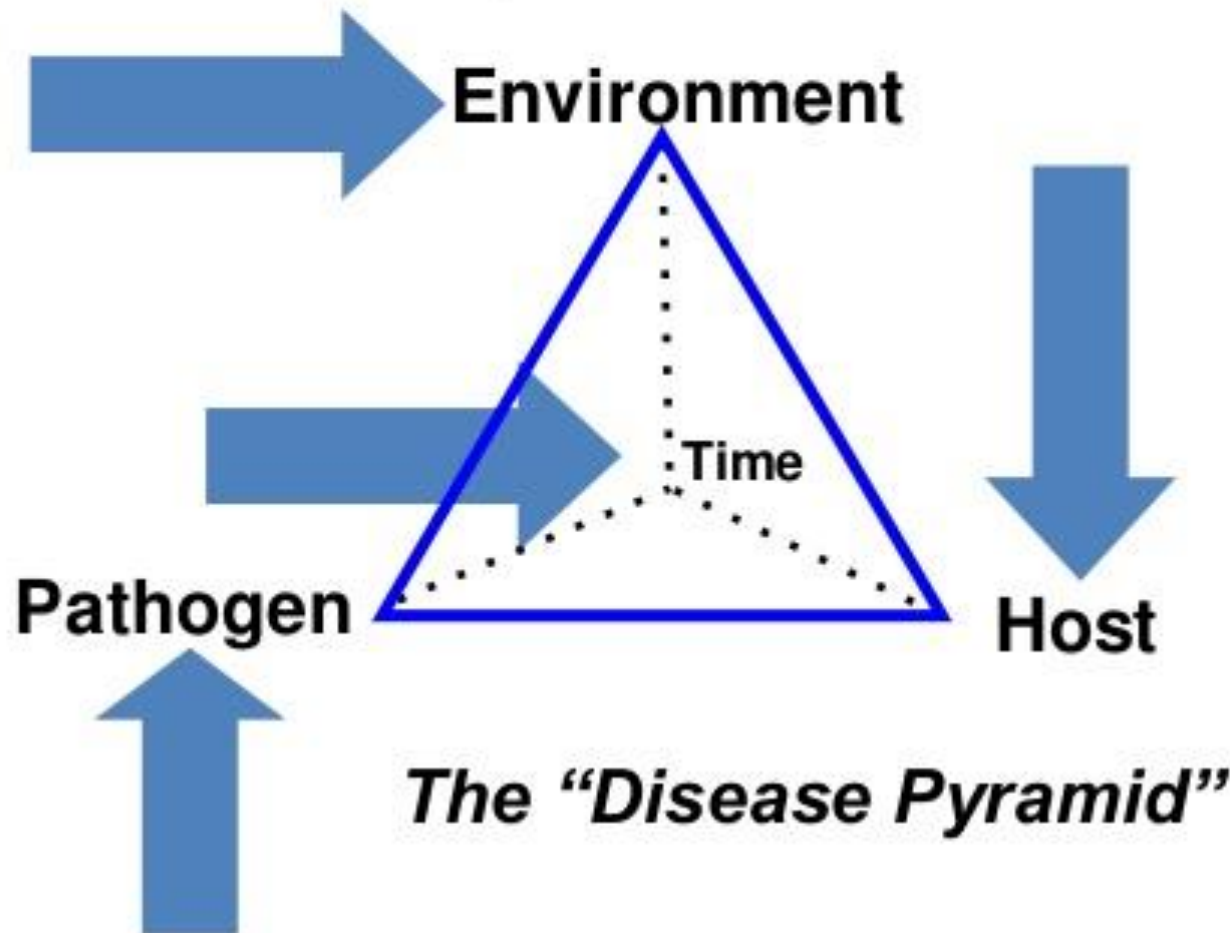 Environment
Time
Pathogen
Host
The “Disease Pyramid”